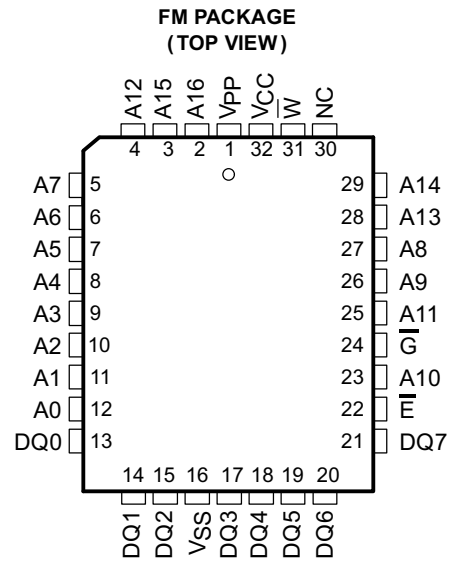 FM PACKAGE
(TOP VIEW)
A12 A15 A16 VPP VCC W̅ NC
4 3 2 1 32 31 30
A7 5 29 A14
A6 6 28 A13
A5 7 27 A8
A4 8 26 A9
A3 9 25 A11
A2 10 24 G̅
A1 11 23 A10
A0 12 22 E̅
DQ0 13 21 DQ7
14 15 16 17 18 19 20
DQ1 DQ2 VSS DQ3 DQ4 DQ5 DQ6